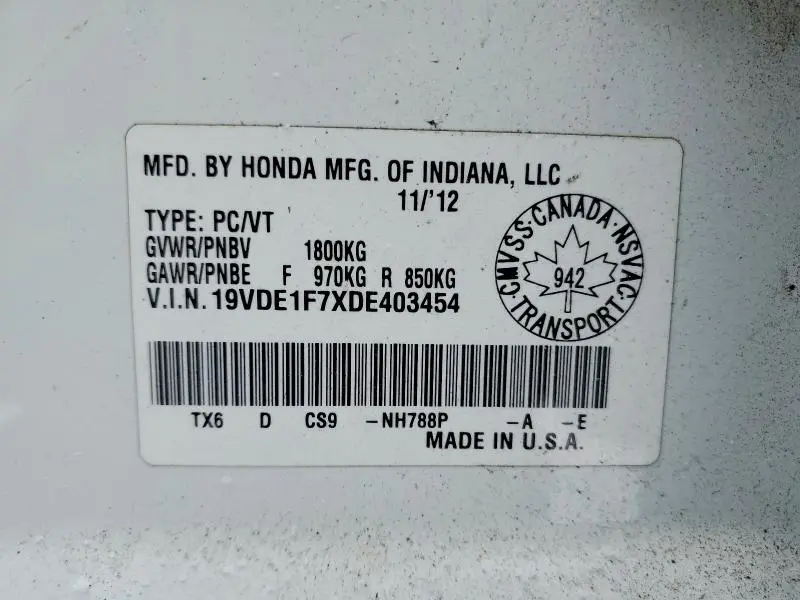 MFD. BY HONDA MFG. OF INDIANA, LLC
11/'12
TYPE: PC/VT
GVWR/PNBV 1800KG
GAWR/PNBE F 970KG R 850KG
V.I.N. 19VDE1F7XDE403454
CMVSS·CANADA·NSVAC·TRANSPORT·
942
TX6 D CS9 -NH788P -A -E
MADE IN U.S.A.